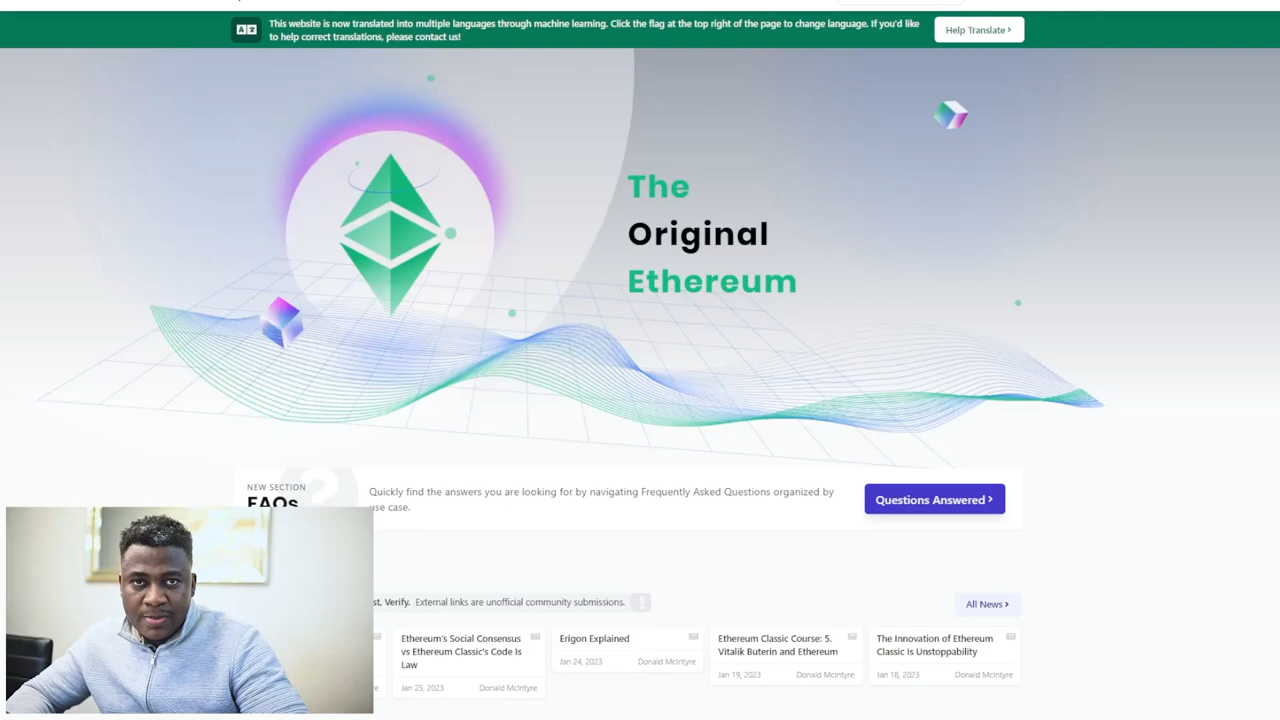 This website is now translated into multiple languages through machine learning. Click the flag at the top right of the page to change language. If you'd like
to help correct translations, please contact us!
Help Translate ›
The
Original
Ethereum
NEW SECTION
FAQs
Quickly find the answers you are looking for by navigating Frequently Asked Questions organized by
use case.
Questions Answered ›
st, Verify. External links are unofficial community submissions.
All News ›
Ethereum's Social Consensus
vs Ethereum Classic's Code Is
Law
Jan 25, 2023 Donald McIntyre
Erigon Explained
Jan 24, 2023 Donald McIntyre
Ethereum Classic Course: 5.
Vitalik Buterin and Ethereum
Jan 19, 2023 Donald McIntyre
The Innovation of Ethereum
Classic Is Unstoppability
Jan 18, 2023 Donald McIntyre